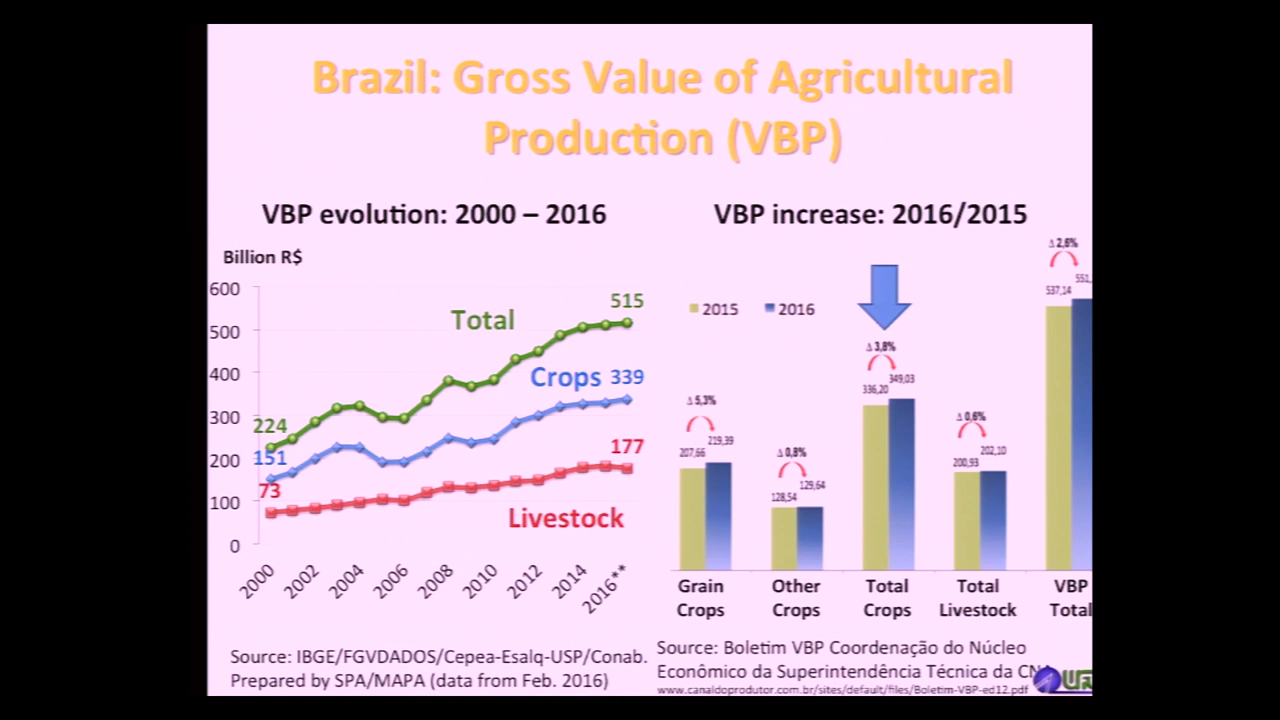 Brazil: Gross Value of Agricultural
Production (VBP)
VBP evolution: 2000 – 2016
Billion R$
600
500
400
300
200
100
0
Total
515
Crops 339
177
Livestock
224
151
73
2000
2002
2004
2006
2008
2010
2012
2014
2016**
Source: IBGE/FGVDADOS/Cepea-Esalq-USP/Conab.
Prepared by SPA/MAPA (data from Feb. 2016)
VBP increase: 2016/2015
2015 2016
Δ 5,3%
207,66
219,39
Δ 0,8%
128,54
129,64
Δ 3,8%
336,20
349,03
Δ 0,6%
200,93
202,10
Δ 2,6%
537,14
551,
Grain
Crops
Other
Crops
Total
Crops
Total
Livestock
VBP
Total
Source: Boletim VBP Coordenação do Núcleo
Econômico da Superintendência Técnica da CNA
www.canaldoprodutor.com.br/sites/default/files/Boletim-VBP-ed12.pdf